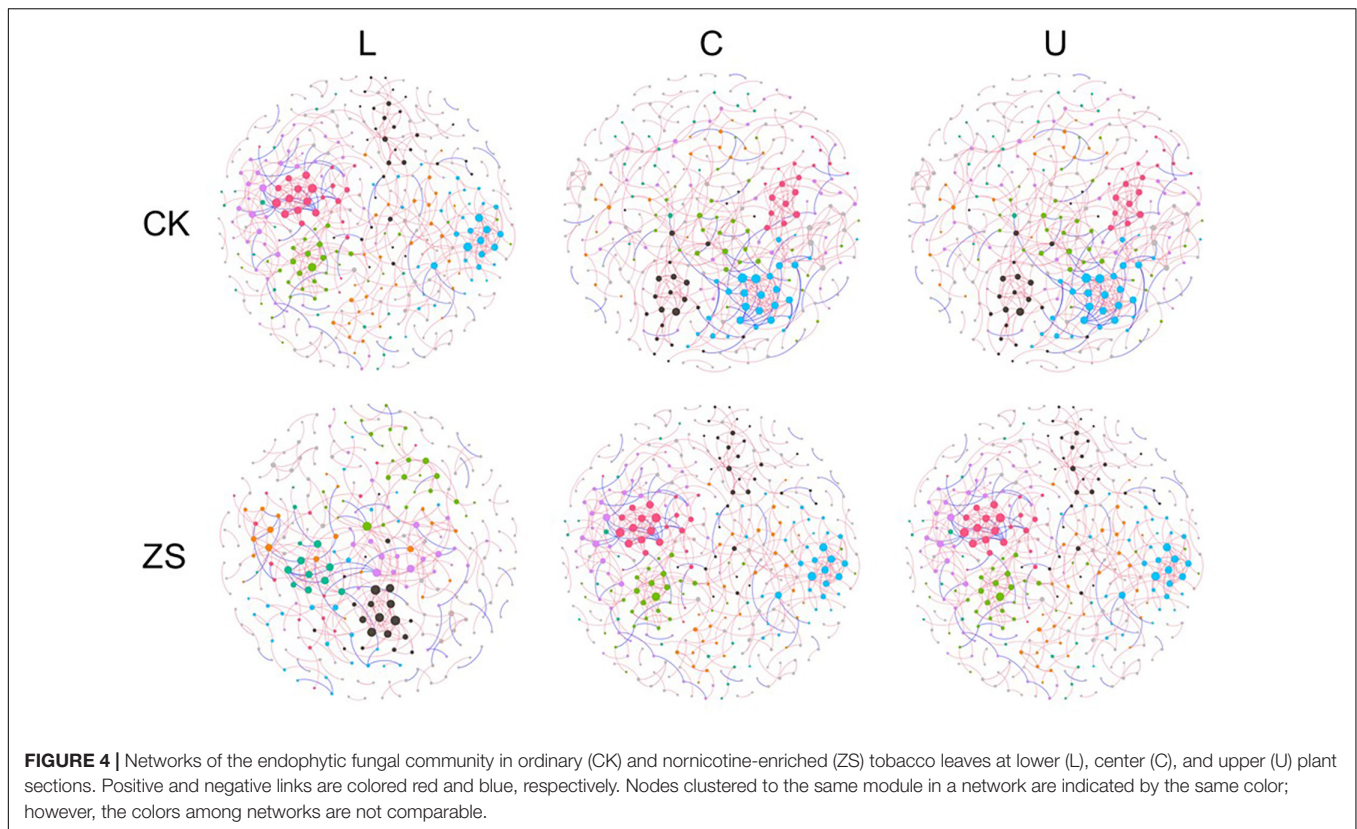 L C U
CK
ZS
FIGURE 4 | Networks of the endophytic fungal community in ordinary (CK) and nornicotine-enriched (ZS) tobacco leaves at lower (L), center (C), and upper (U) plant
sections. Positive and negative links are colored red and blue, respectively. Nodes clustered to the same module in a network are indicated by the same color;
however, the colors among networks are not comparable.